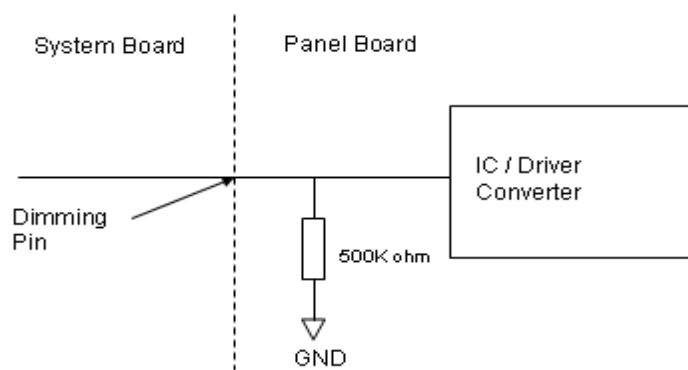 System Board
Panel Board
IC / Driver
Converter
Dimming
Pin
500K ohm
GND